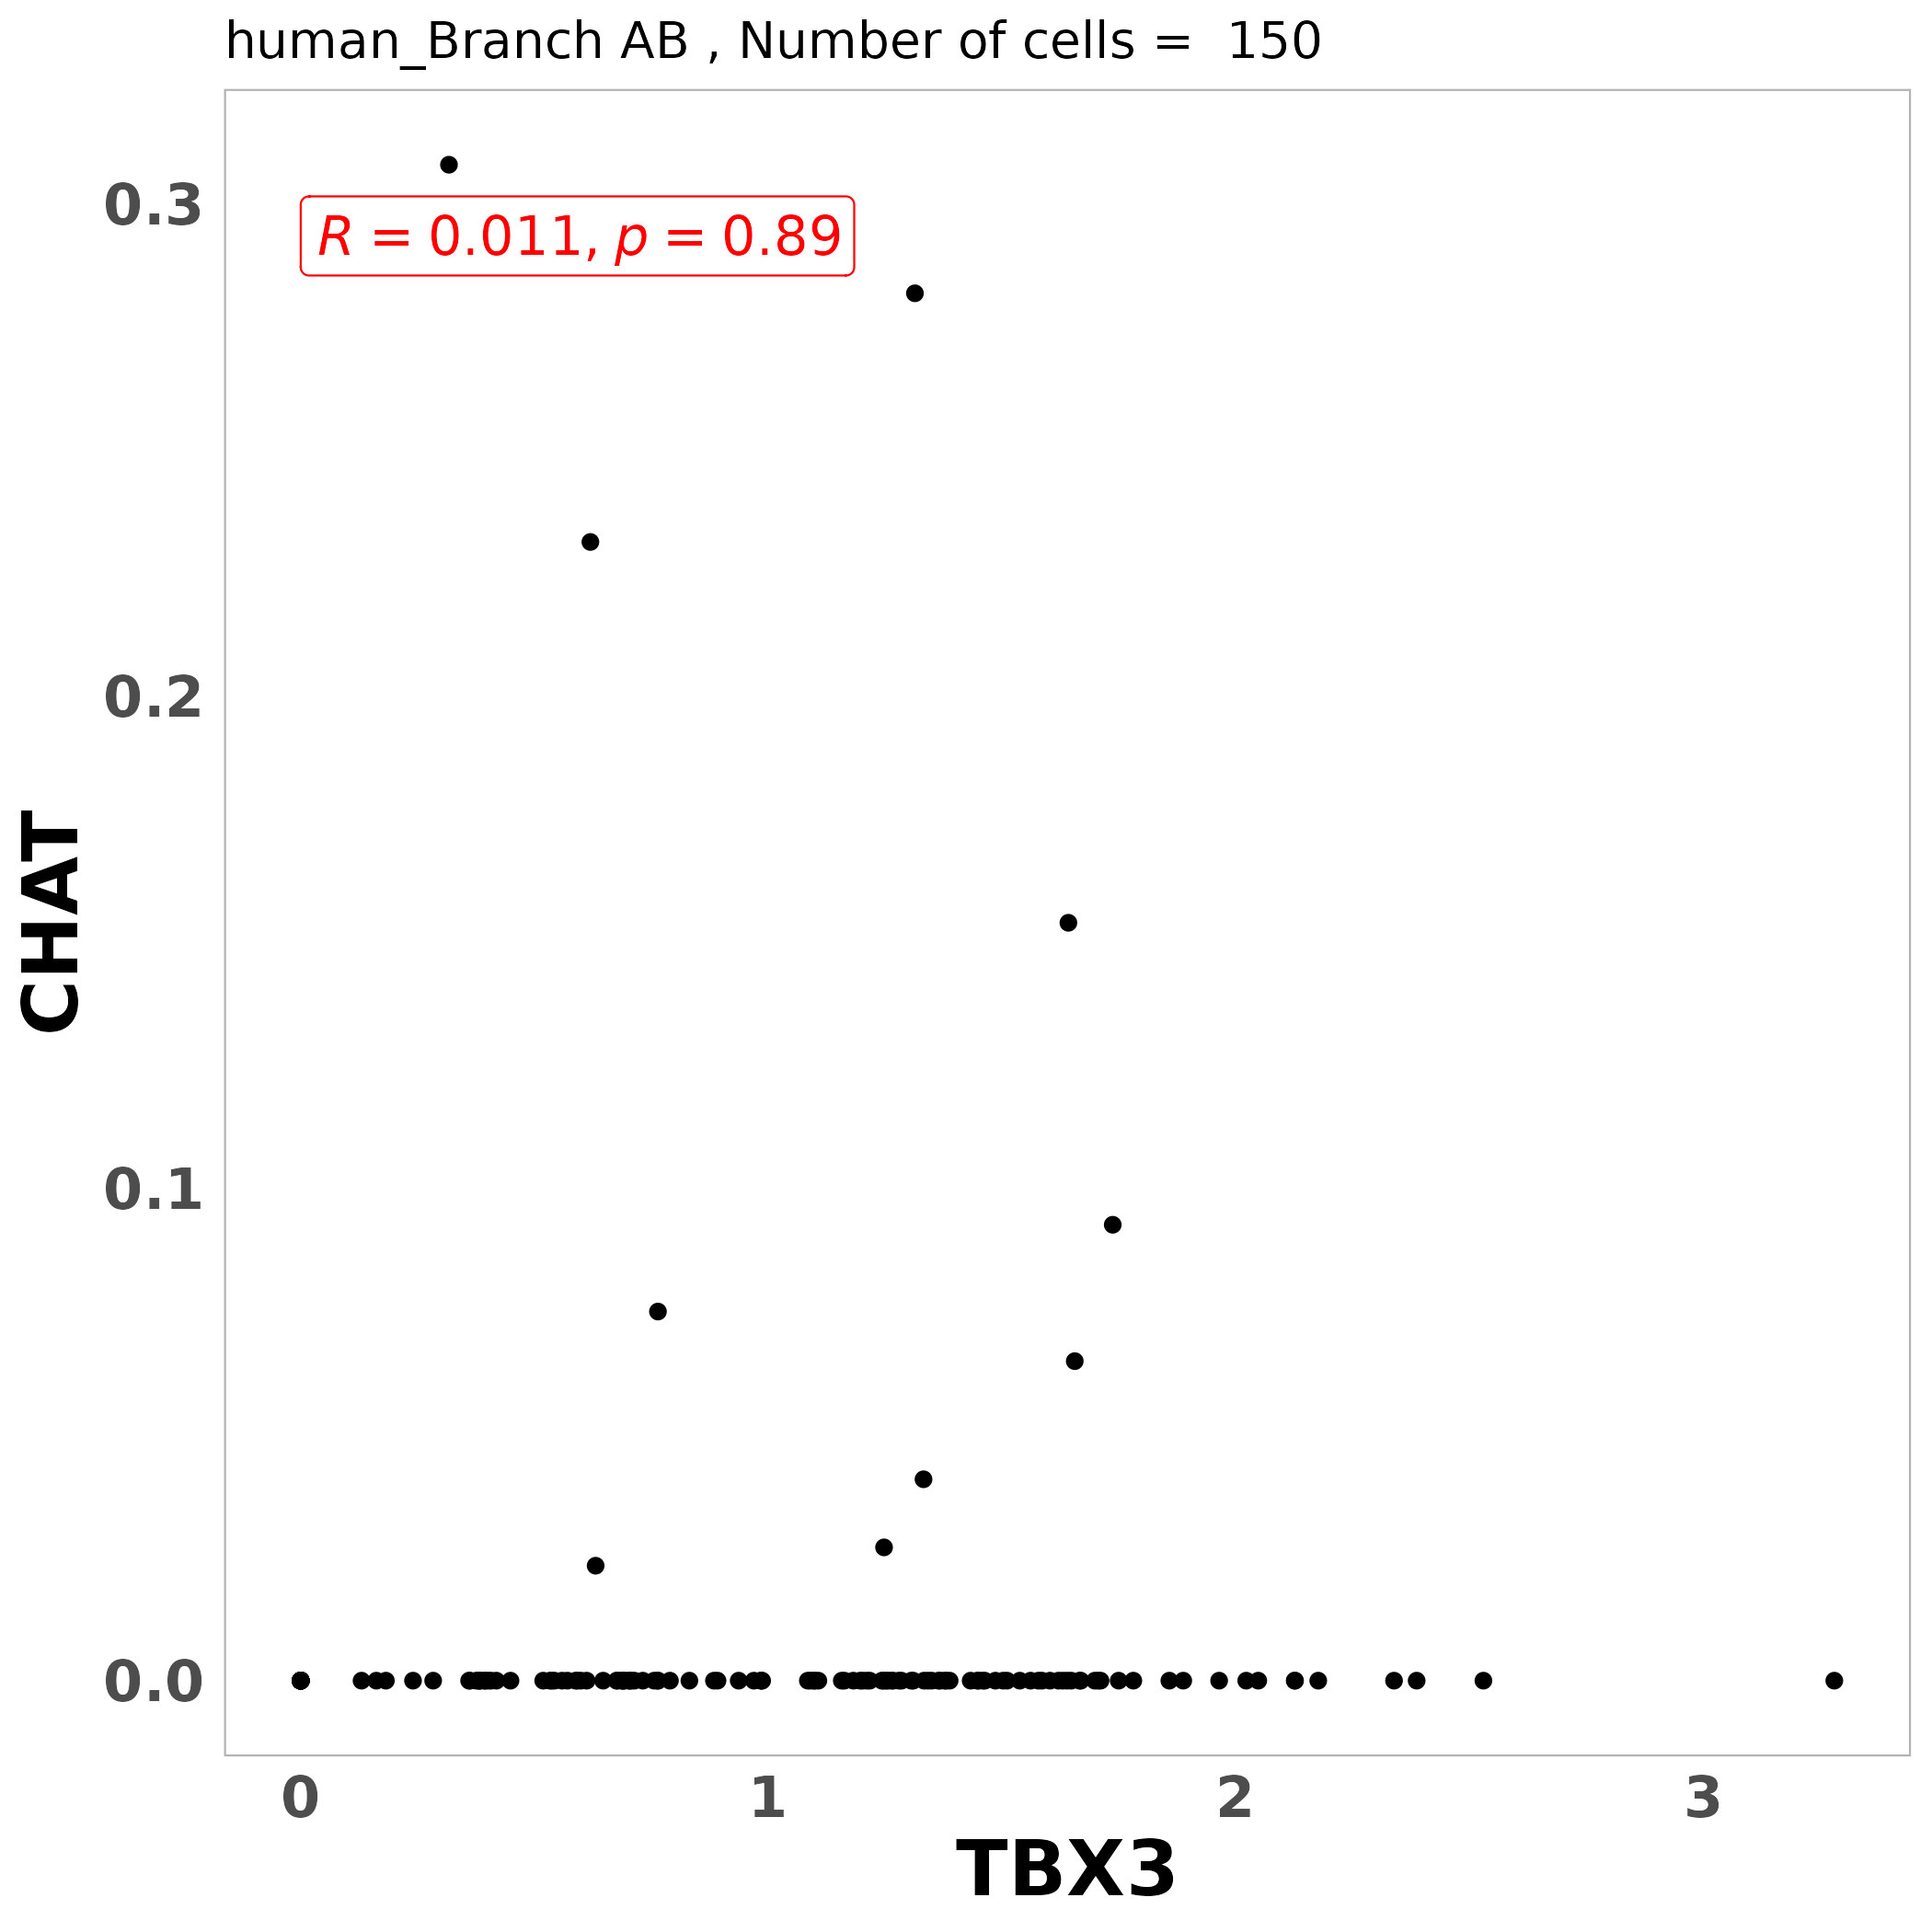 human_Branch AB , Number of cells =  150
0.3
R = 0.011, p = 0.89
0.2
CHAT
0.1
0.0
0 1 2 3
TBX3